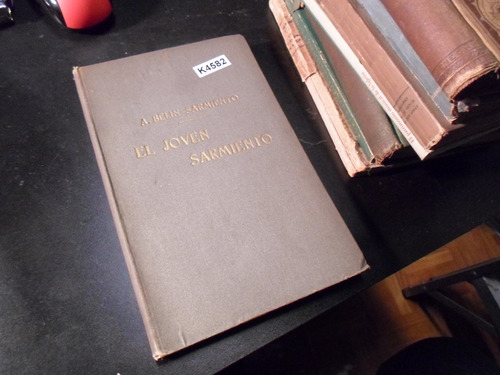 K4582
A. BELIN SARMIENTO
EL JOVEN
SARMIENTO